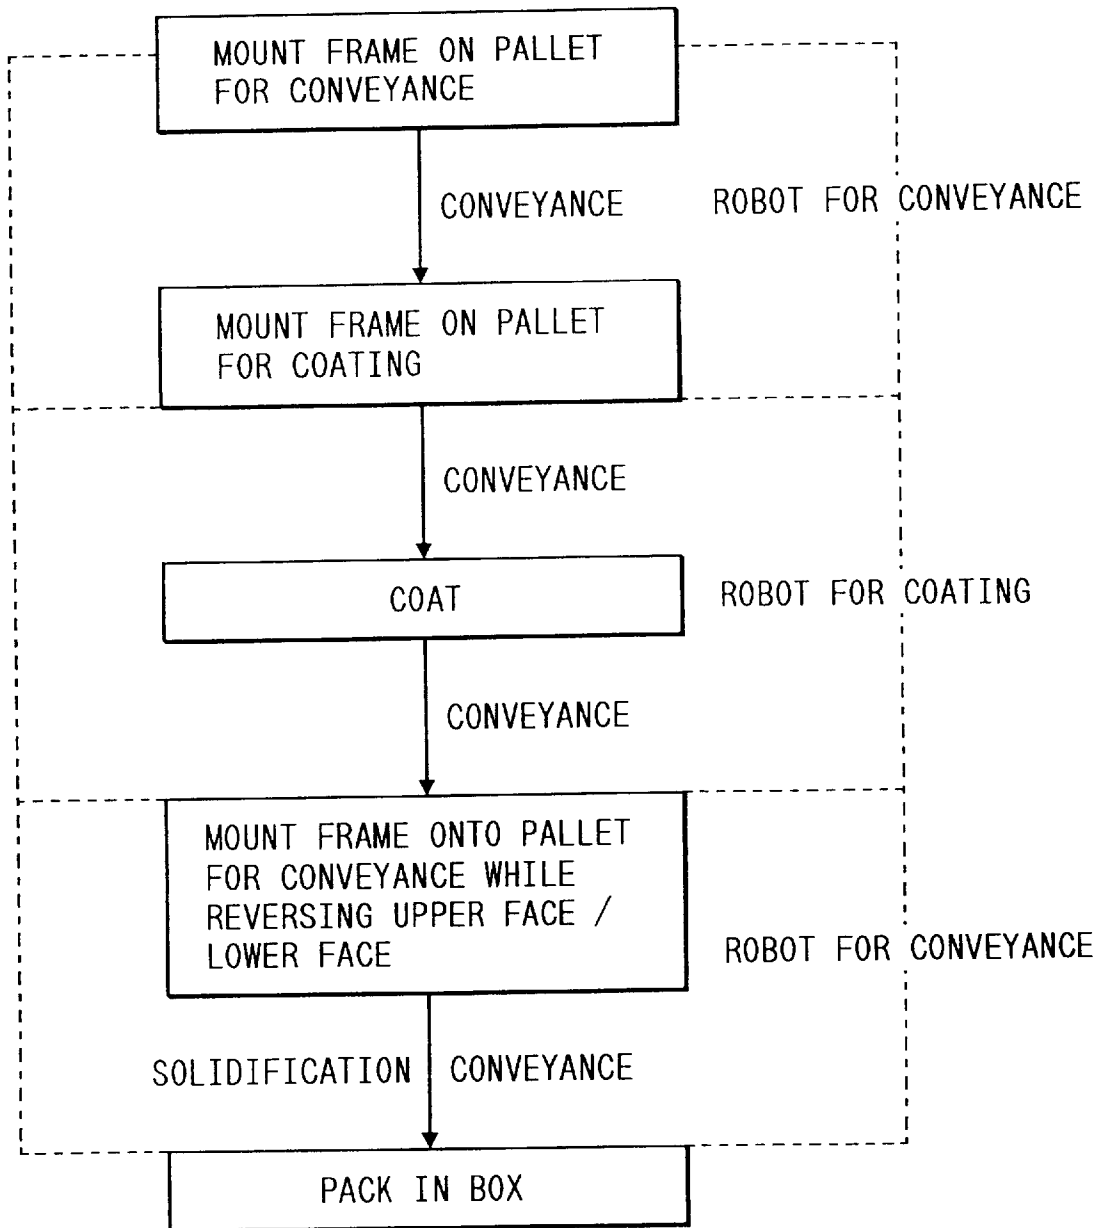 MOUNT FRAME ON PALLET
FOR CONVEYANCE
CONVEYANCE
ROBOT FOR CONVEYANCE
MOUNT FRAME ON PALLET
FOR COATING
CONVEYANCE
COAT
ROBOT FOR COATING
CONVEYANCE
MOUNT FRAME ONTO PALLET
FOR CONVEYANCE WHILE
REVERSING UPPER FACE /
LOWER FACE
ROBOT FOR CONVEYANCE
SOLIDIFICATION
CONVEYANCE
PACK IN BOX